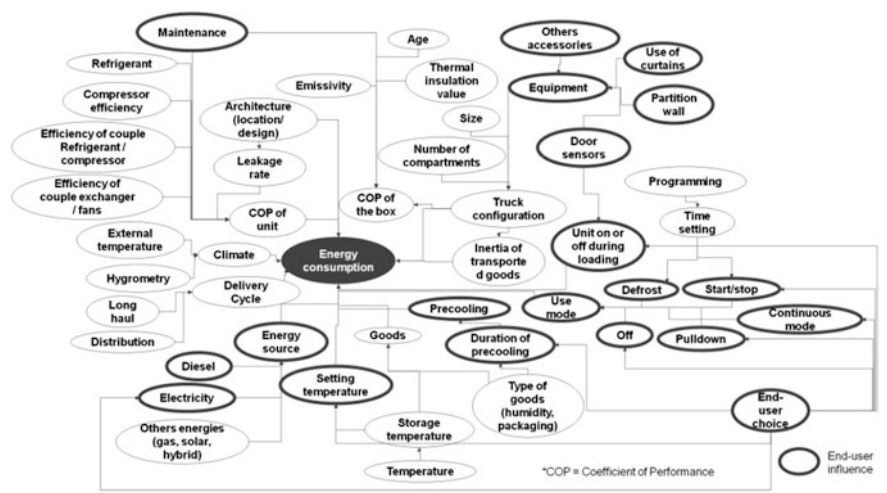 Maintenance
Age
Others
accessories
Use of
curtains
Refrigerant
Thermal
insulation
value
Emissivity
Equipment
Compressor
efficiency
Architecture
(location/
design)
Partition
wall
Size
Efficiency of couple
Refrigerant /
compressor
Number of
compartments
Door
sensors
Leakage
rate
Programming
Efficiency of
couple exchanger
/ fans
COP of
unit
COP of
the box
Truck
configuration
Time
setting
External
temperature
Climate
Energy
consumption
Inertia of
transporte
d goods
Unit on or
off during
loading
Hygrometry
Delivery
Cycle
Defrost
Start/stop
Long
haul
Precooling
Use
mode
Continuous
mode
Distribution
Energy
source
Goods
Duration of
precooling
Off
Pulldown
Diesel
Setting
temperature
Electricity
Type of
goods
(humidity,
packaging)
End-
user
choice
Others energies
(gas, solar,
hybrid)
Storage
temperature
Temperature
*COP = Coefficient of Performance
End-user
influence